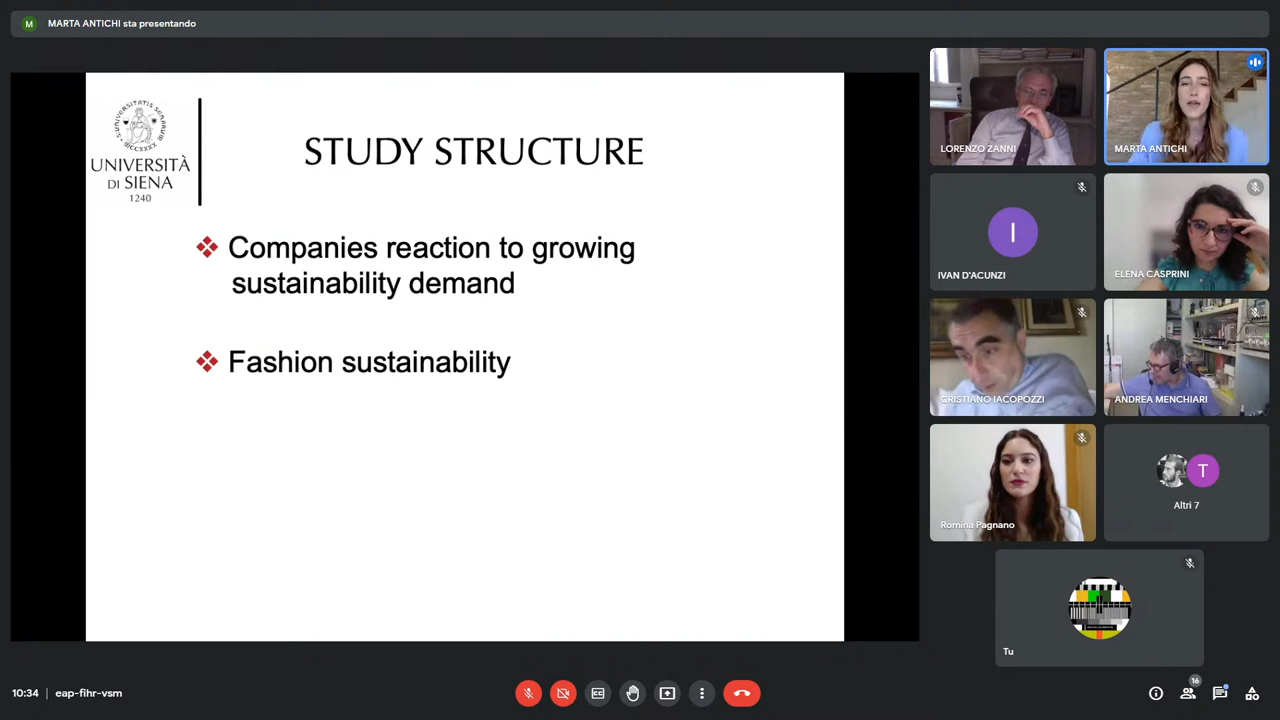 M
MARTA ANTICHI sta presentando
UNIVERSITÀ
DI SIENA
1240
STUDY STRUCTURE
Companies reaction to growing
sustainability demand
Fashion sustainability
LORENZO ZANNI
MARTA ANTICHI
I
IVAN D'ACUNZI
ELENA CASPRINI
CRISTIANO IACOPOZZI
ANDREA MENCHIARI
Romina Pagnano
T
Altri 7
Tu
10:34 | eap-fihr-vsm
CC
16